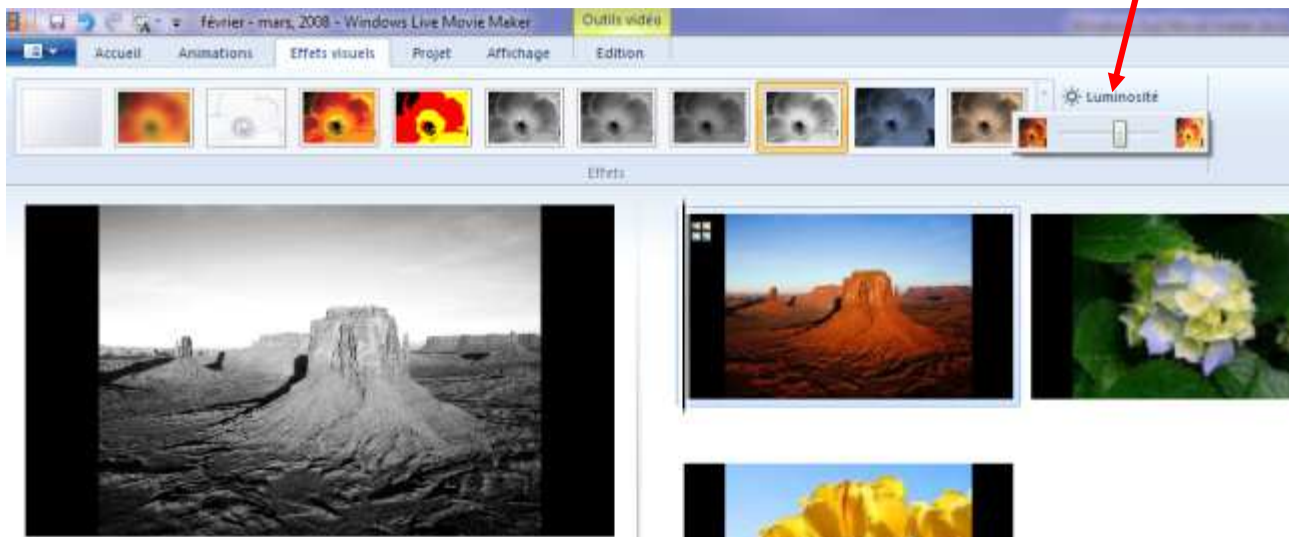 février - mars, 2008 - Windows Live Movie Maker
Outils vidéo
Accueil
Animations
Effets visuels
Projet
Affichage
Edition
Luminosité
Effets